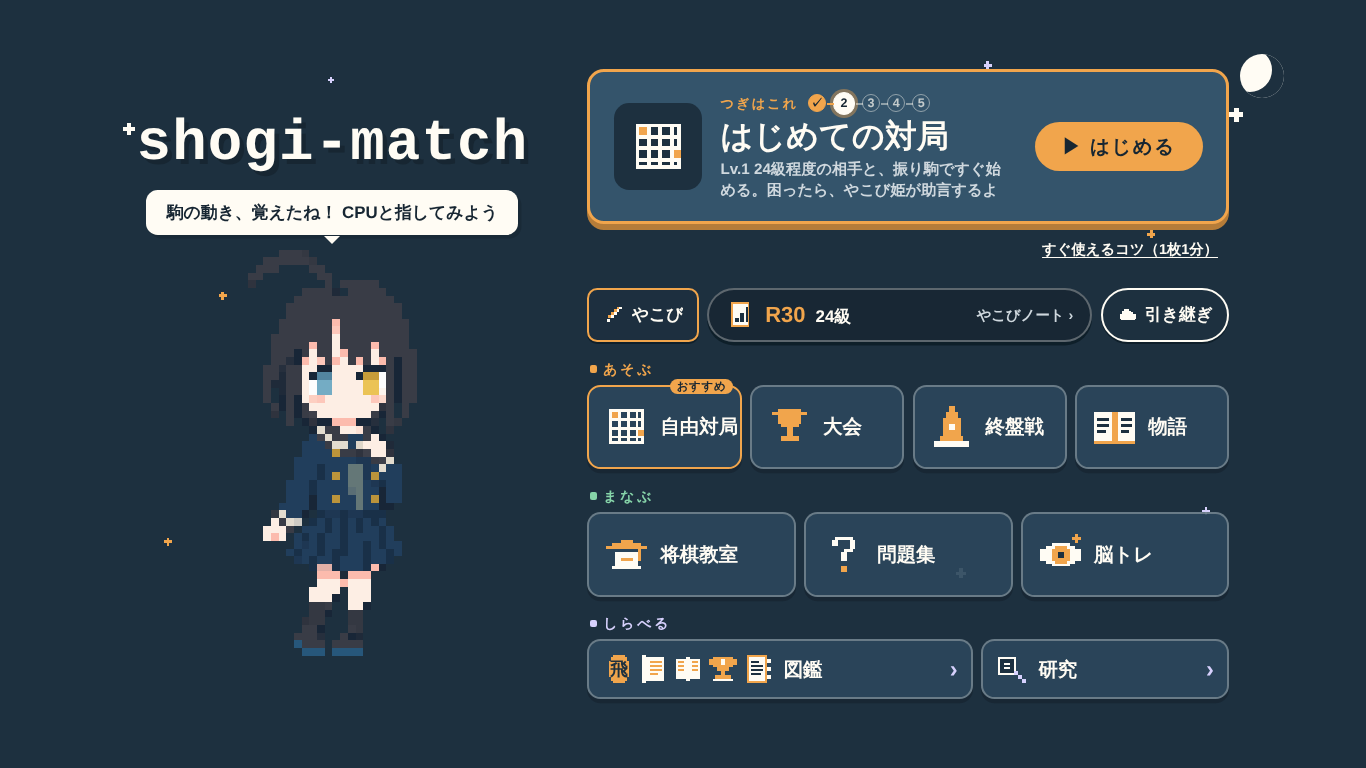 shogi-match
駒の動き、覚えたね！ CPUと指してみよう
つぎはこれ ✓ 2 3 4 5
はじめての対局
Lv.1 24級程度の相手と、振り駒ですぐ始
める。困ったら、やこび姫が助言するよ
▶ はじめる
すぐ使えるコツ（1枚1分）
やこび
R30 24級
やこびノート ›
引き継ぎ
あそぶ
おすすめ
自由対局
大会
終盤戦
物語
まなぶ
将棋教室
問題集
脳トレ
しらべる
飛
図鑑 ›
研究 ›